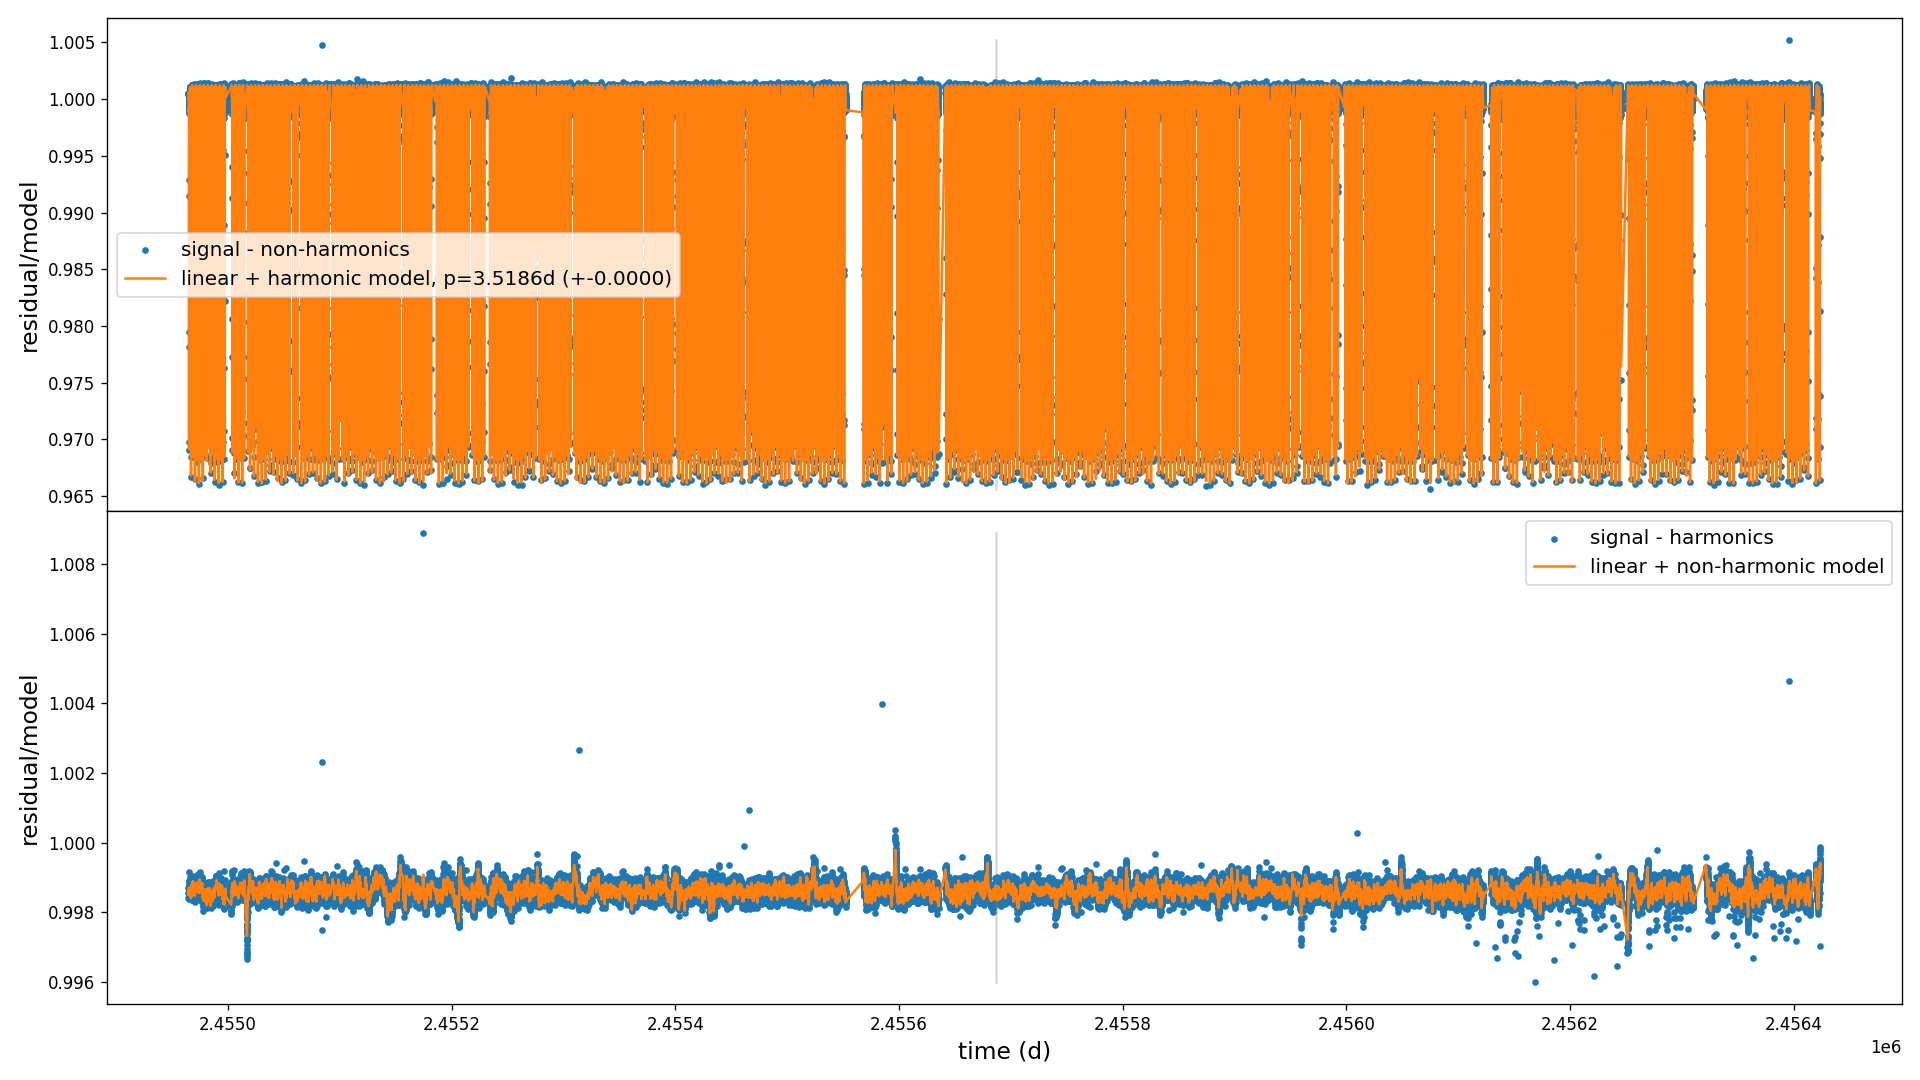 1.005
1.000
0.995
0.990
0.985
0.980
0.975
0.970
0.965
residual/model
signal - non-harmonics
linear + harmonic model, p=3.5186d (+-0.0000)
1.008
1.006
1.004
1.002
1.000
0.998
0.996
residual/model
signal - harmonics
linear + non-harmonic model
2.4550 2.4552 2.4554 2.4556 2.4558 2.4560 2.4562 2.4564
1e6
time (d)